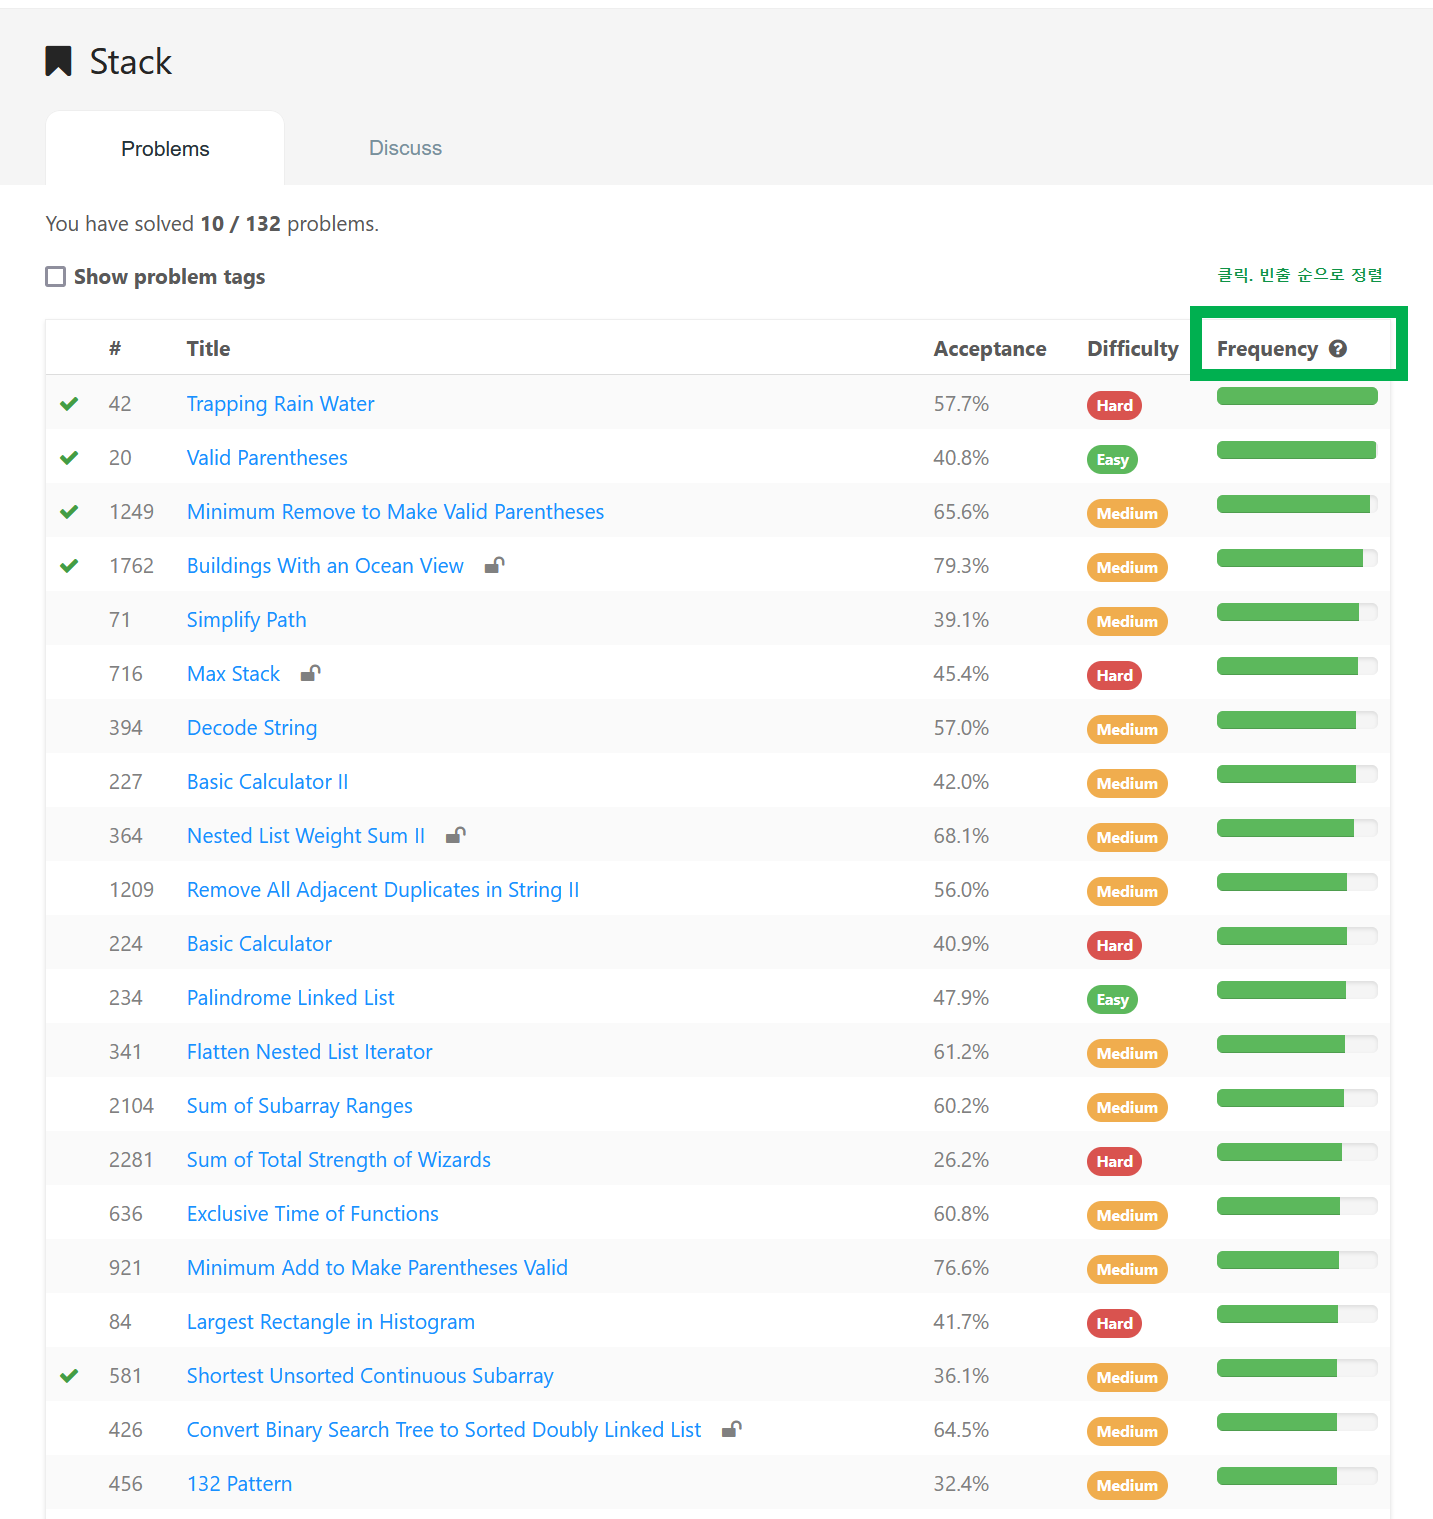 Stack
Problems Discuss
You have solved 10 / 132 problems.
Show problem tags 클릭. 빈출 순으로 정렬
# Title Acceptance Difficulty Frequency ?
42 Trapping Rain Water 57.7% Hard
20 Valid Parentheses 40.8% Easy
1249 Minimum Remove to Make Valid Parentheses 65.6% Medium
1762 Buildings With an Ocean View 79.3% Medium
71 Simplify Path 39.1% Medium
716 Max Stack 45.4% Hard
394 Decode String 57.0% Medium
227 Basic Calculator II 42.0% Medium
364 Nested List Weight Sum II 68.1% Medium
1209 Remove All Adjacent Duplicates in String II 56.0% Medium
224 Basic Calculator 40.9% Hard
234 Palindrome Linked List 47.9% Easy
341 Flatten Nested List Iterator 61.2% Medium
2104 Sum of Subarray Ranges 60.2% Medium
2281 Sum of Total Strength of Wizards 26.2% Hard
636 Exclusive Time of Functions 60.8% Medium
921 Minimum Add to Make Parentheses Valid 76.6% Medium
84 Largest Rectangle in Histogram 41.7% Hard
581 Shortest Unsorted Continuous Subarray 36.1% Medium
426 Convert Binary Search Tree to Sorted Doubly Linked List 64.5% Medium
456 132 Pattern 32.4% Medium